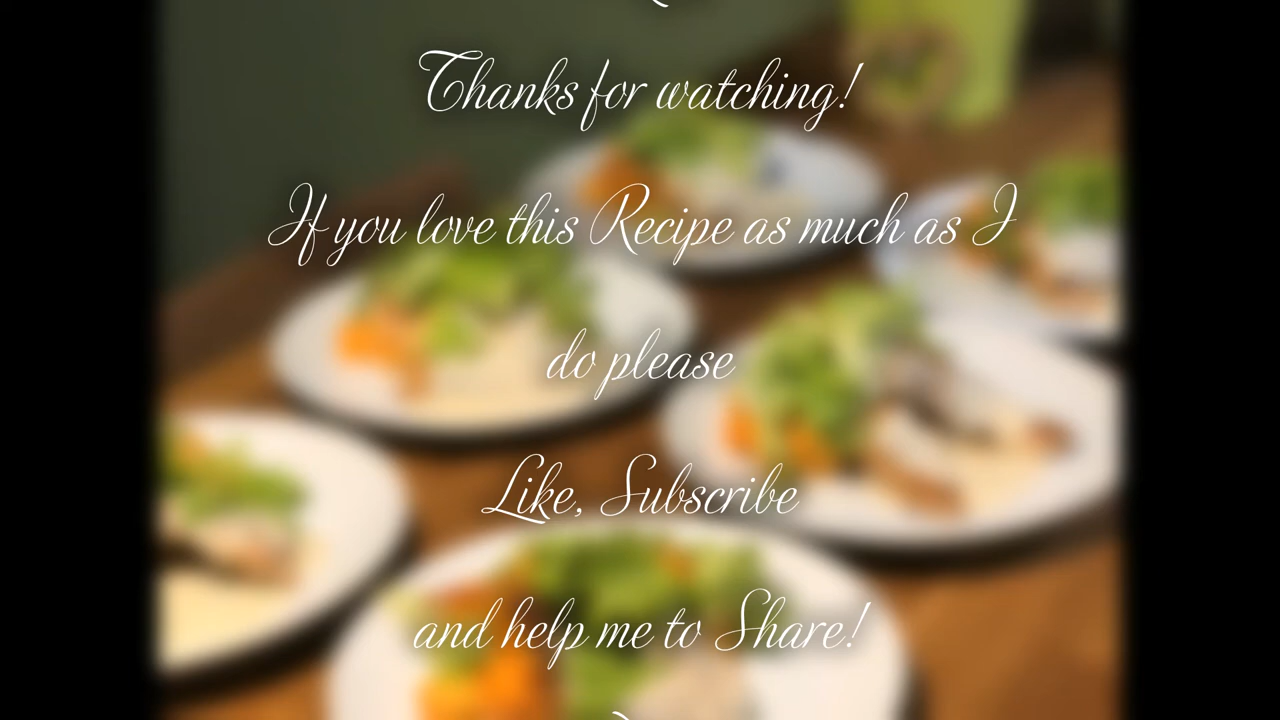 Thanks for watching!
If you love this Recipe as much as I
do please
Like, Subscribe
and help me to Share!